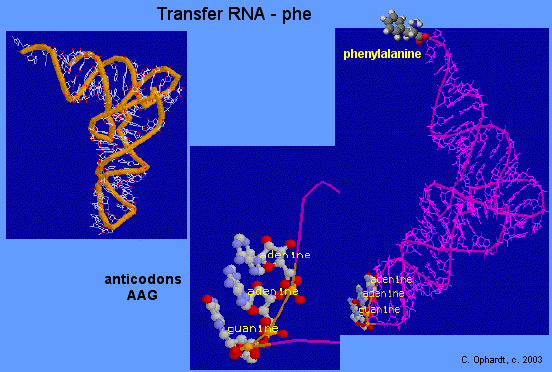 Transfer RNA - phe
phenylalanine
anticodons
AAG
adenine
adenine
guanine
adenine
adenine
guanine
C. Ophardt, c. 2003